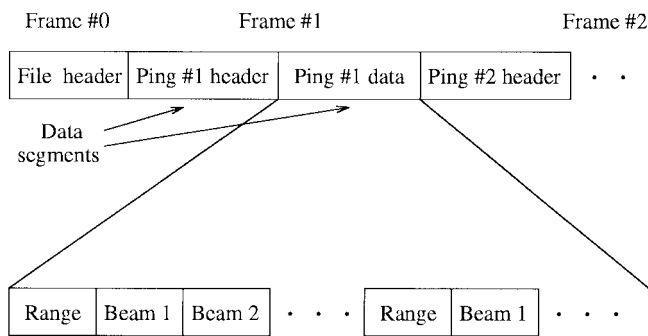 Frame #0 Frame #1 Frame #2
File header Ping #1 header Ping #1 data Ping #2 header · ·
Data
segments
Range Beam 1 Beam 2 · · · · Range Beam 1 · · · ·